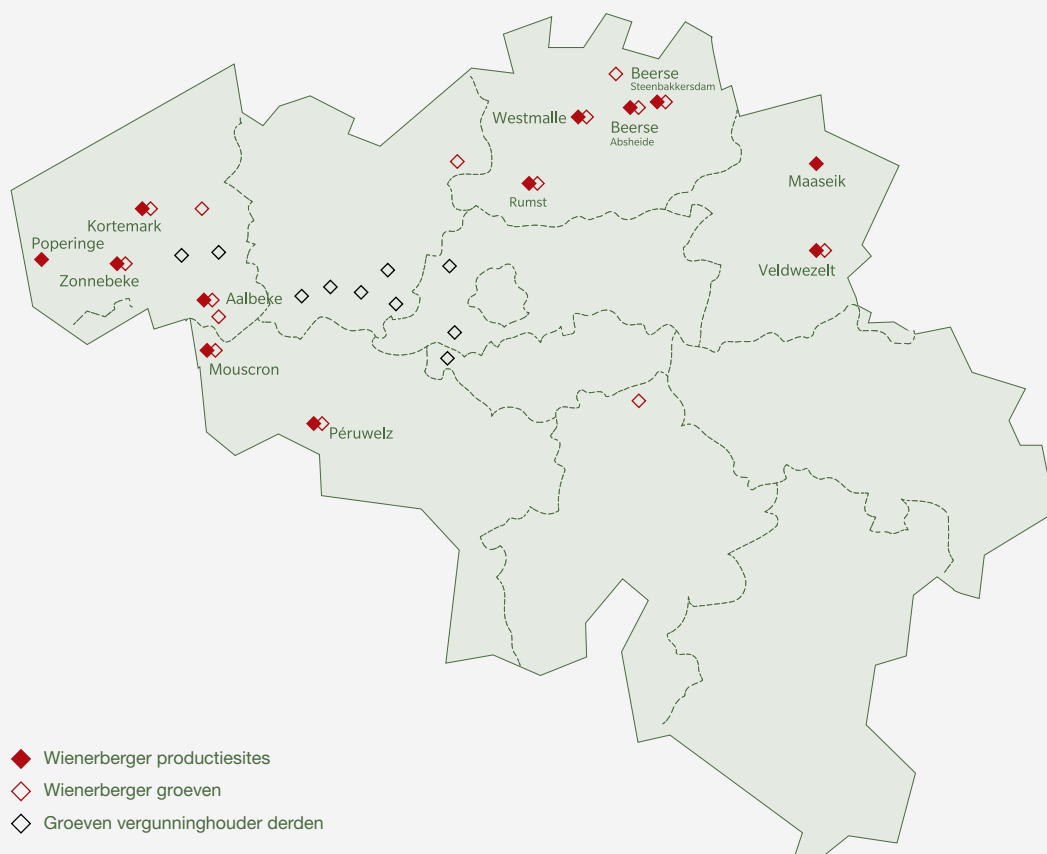 Beerse
Steenbakkersdam
Westmalle
Beerse
Absheide
Maaseik
Rumst
Kortemark
Poperinge
Zonnebeke
Veldwezelt
Aalbeke
Mouscron
Péruwelz
Wienerberger productiesites
Wienerberger groeven
Groeven vergunninghouder derden